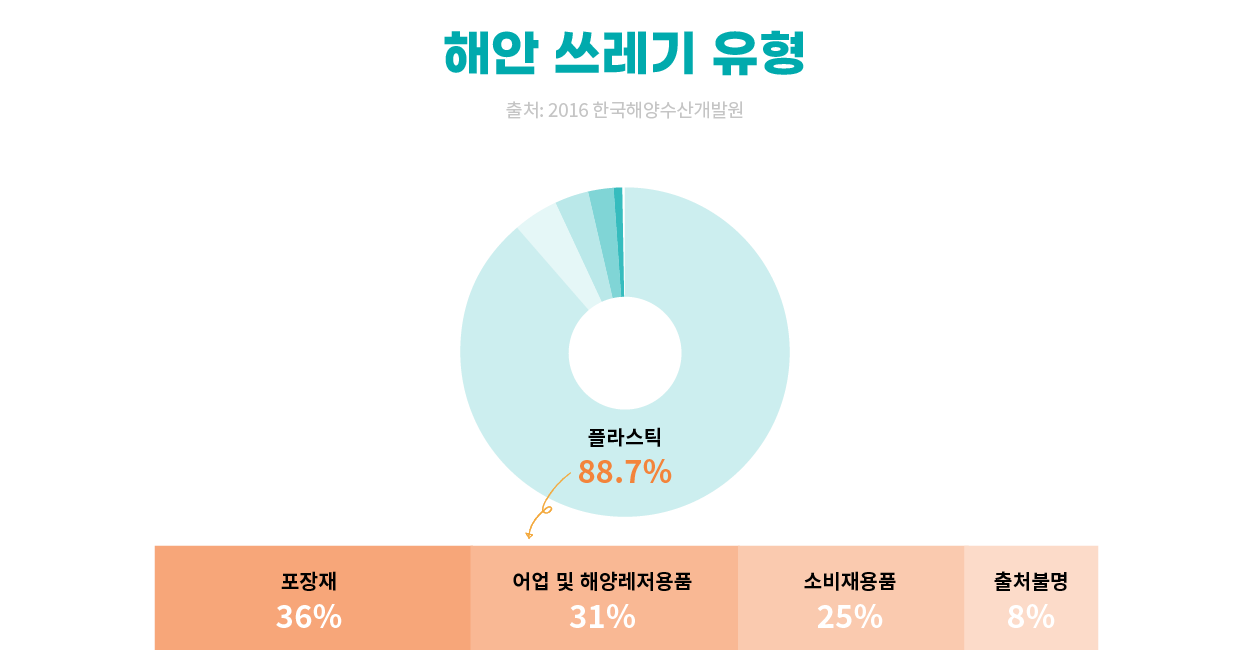 해안 쓰레기 유형
출처: 2016 한국해양수산개발원
플라스틱
88.7%
포장재
36%
어업 및 해양레저용품
31%
소비재용품
25%
출처불명
8%